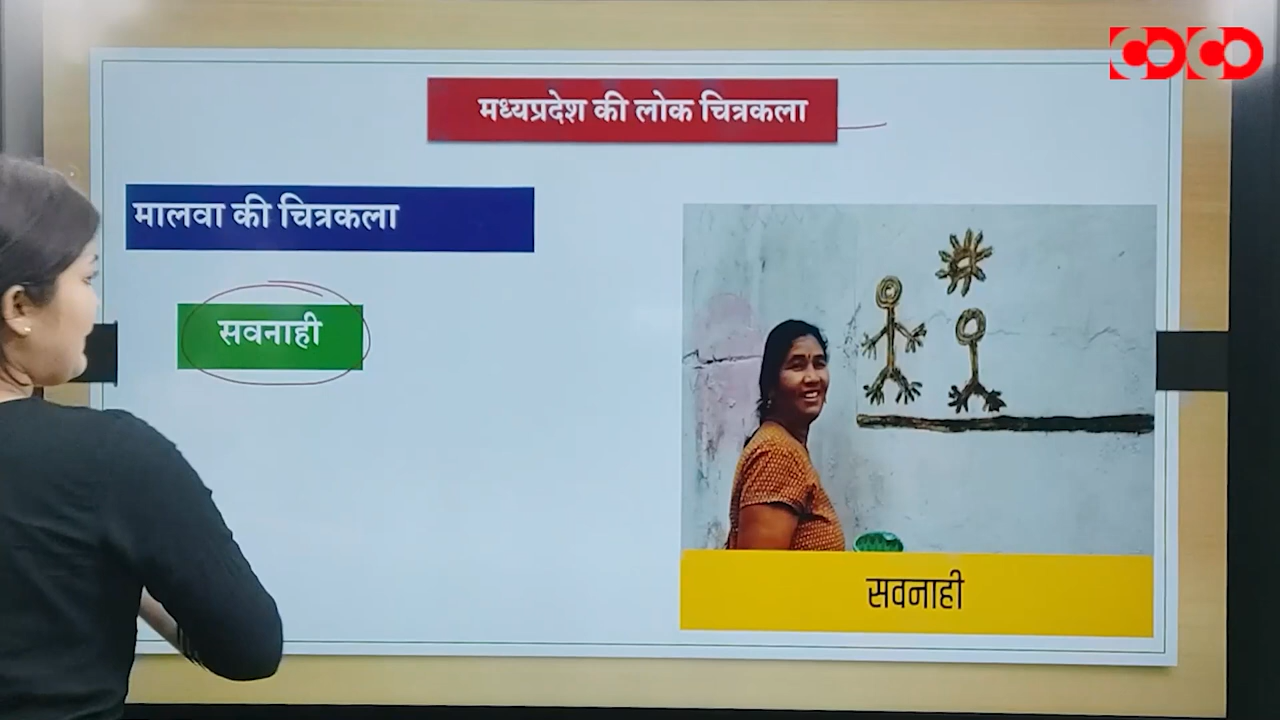 मध्यप्रदेश की लोक चित्रकला
मालवा की चित्रकला
सवनाही
सवनाही